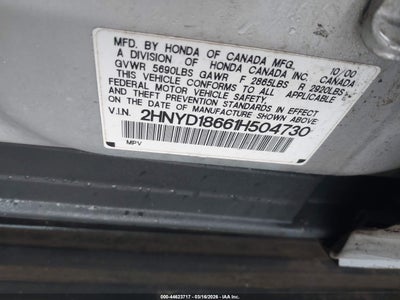 MFD. BY HONDA OF CANADA MFG. 10/00
A DIVISION OF HONDA CANADA INC. CANADA
GVWR 5690LBS GAWR F 2865LBS R 2920LBS
THIS VEHICLE CONFORMS TO ALL APPLICABLE
FEDERAL MOTOR VEHICLE SAFETY AND
THEFT PREVENTION STANDARDS IN EFFECT
ON THE DATE OF MANUFACTURE SHOWN ABOVE.
V.I.N. 2HNYD18661H504730
MPV
000-44623717 - 03/16/2026 - IAA Inc.